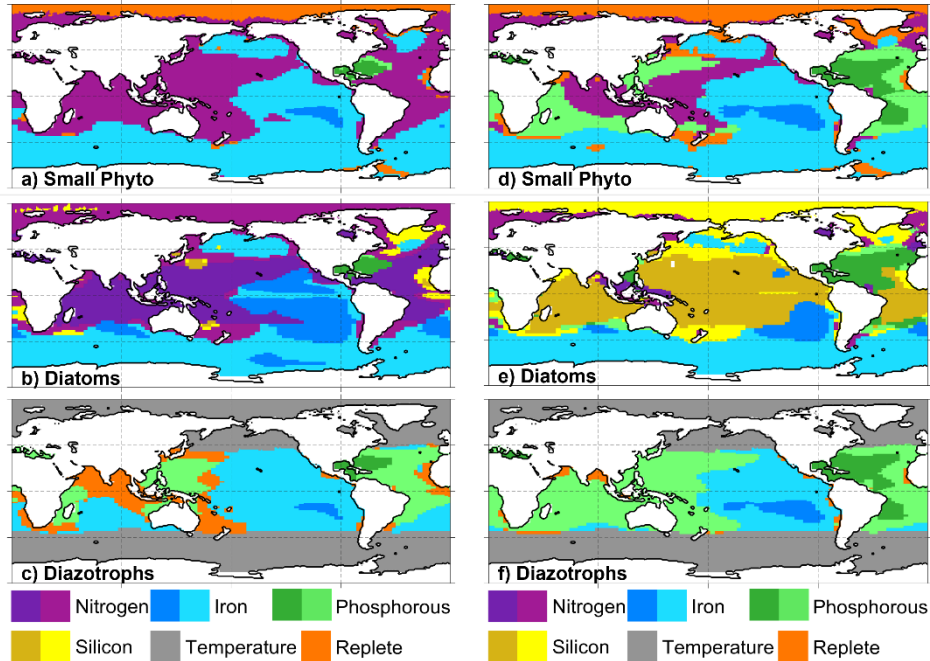 a) Small Phyto
d) Small Phyto
b) Diatoms
e) Diatoms
c) Diazotrophs
f) Diazotrophs
Nitrogen Iron Phosphorous
Nitrogen Iron Phosphorous
Silicon Temperature Replete
Silicon Temperature Replete